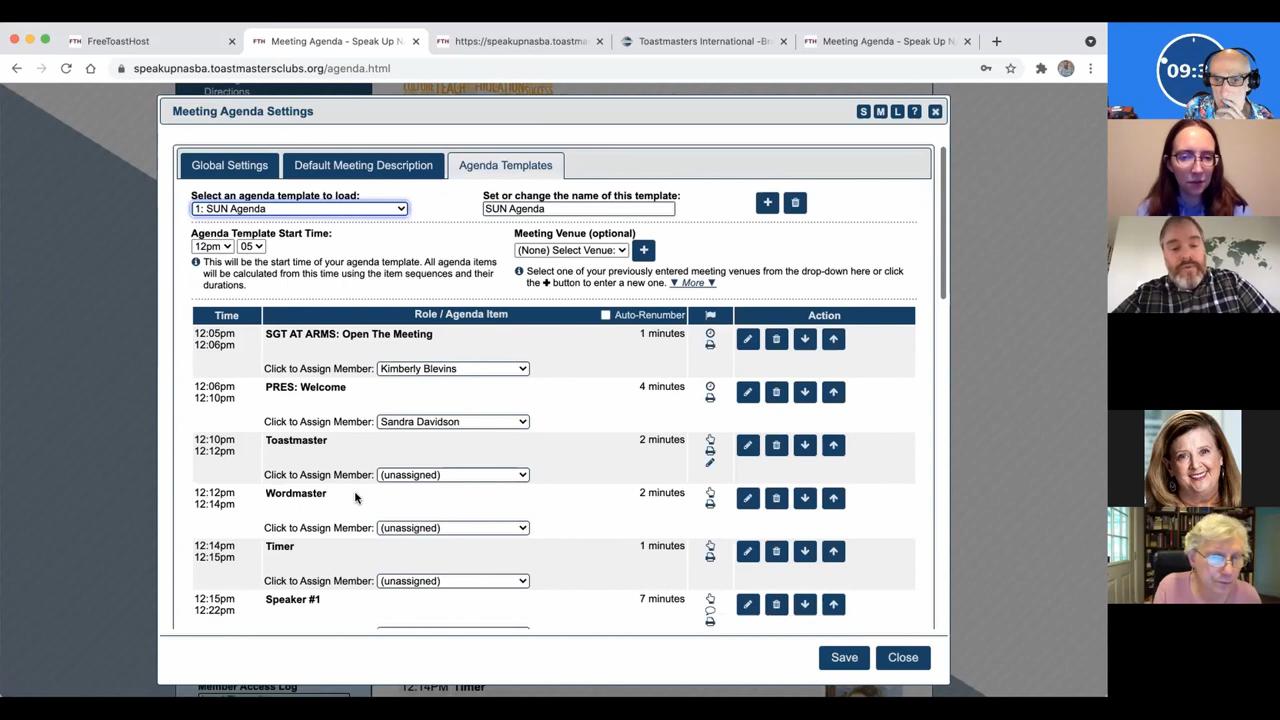 FreeToastHost
Meeting Agenda - Speak Up N
https://speakupnasba.toastma
Toastmasters International -Br
Meeting Agenda - Speak Up N
speakupnasba.toastmastersclubs.org/agenda.html
Directions
CULTURE TEACH EDUCATION SUCCESS
09:3
Meeting Agenda Settings
S M L ?
Global Settings
Default Meeting Description
Agenda Templates
Select an agenda template to load:
Set or change the name of this template:
1: SUN Agenda
SUN Agenda
Agenda Template Start Time:
Meeting Venue (optional)
12pm 05
(None) Select Venue:
This will be the start time of your agenda template. All agenda items
will be calculated from this time using the item sequences and their
durations.
Select one of your previously entered meeting venues from the drop-down here or click
the + button to enter a new one. ▼ More ▼
Time Role / Agenda Item Auto-Renumber Action
12:05pm SGT AT ARMS: Open The Meeting 1 minutes
12:06pm
Click to Assign Member: Kimberly Blevins
12:06pm PRES: Welcome 4 minutes
12:10pm
Click to Assign Member: Sandra Davidson
12:10pm Toastmaster 2 minutes
12:12pm
Click to Assign Member: (unassigned)
12:12pm Wordmaster 2 minutes
12:14pm
Click to Assign Member: (unassigned)
12:14pm Timer 1 minutes
12:15pm
Click to Assign Member: (unassigned)
12:15pm Speaker #1 7 minutes
12:22pm
Save
Close
Member Access Log
12:14PM Timer